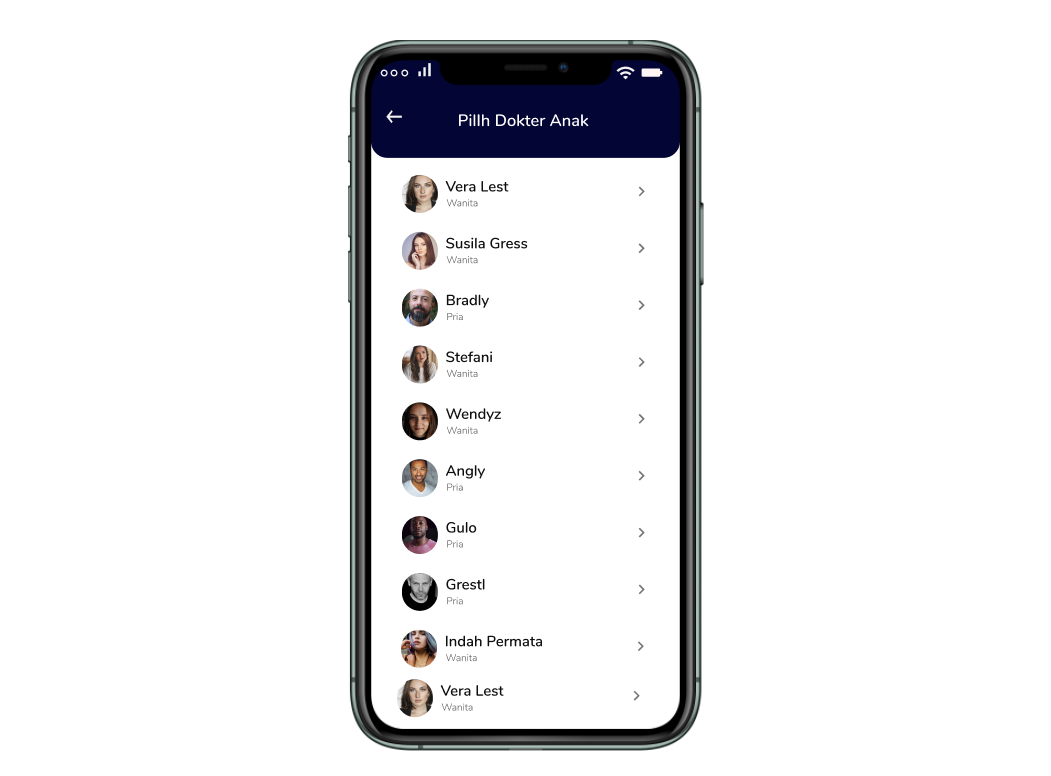 Pillh Dokter Anak
Vera Lest
Wanita
Susila Gress
Wanita
Bradly
Pria
Stefani
Wanita
Wendyz
Wanita
Angly
Pria
Gulo
Pria
Grestl
Pria
Indah Permata
Wanita
Vera Lest
Wanita